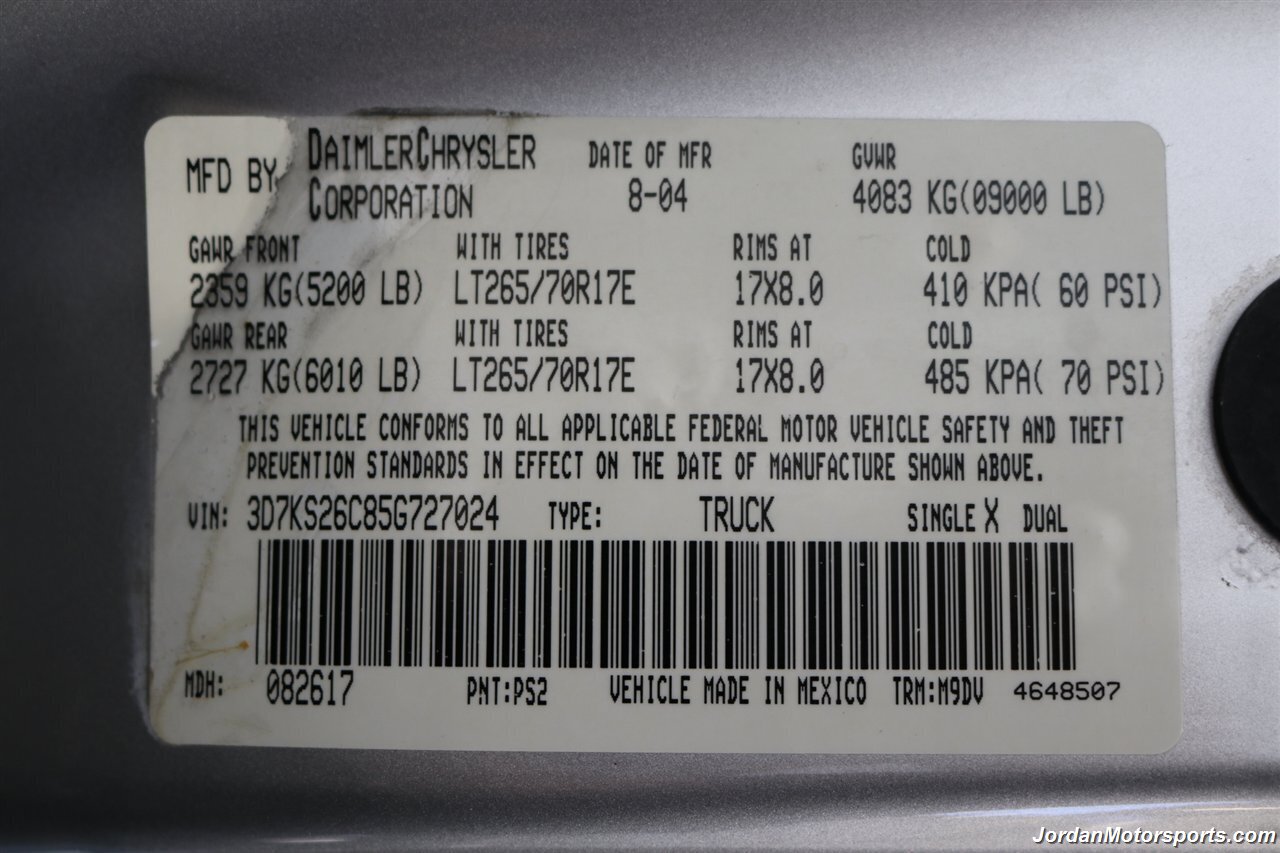 MFD BY DAIMLERCHRYSLER CORPORATION DATE OF MFR GVWR
8-04 4083 KG(09000 LB)
GAWR FRONT WITH TIRES RIMS AT COLD
2359 KG(5200 LB) LT265/70R17E 17X8.0 410 KPA( 60 PSI)
GAWR REAR WITH TIRES RIMS AT COLD
2727 KG(6010 LB) LT265/70R17E 17X8.0 485 KPA( 70 PSI)
THIS VEHICLE CONFORMS TO ALL APPLICABLE FEDERAL MOTOR VEHICLE SAFETY AND THEFT
PREVENTION STANDARDS IN EFFECT ON THE DATE OF MANUFACTURE SHOWN ABOVE.
VIN: 3D7KS26C85G727024 TYPE: TRUCK SINGLE X DUAL
MDH: 082617 PNT:PS2 VEHICLE MADE IN MEXICO TRM:M9DV 4648507
JordanMotorsports.com